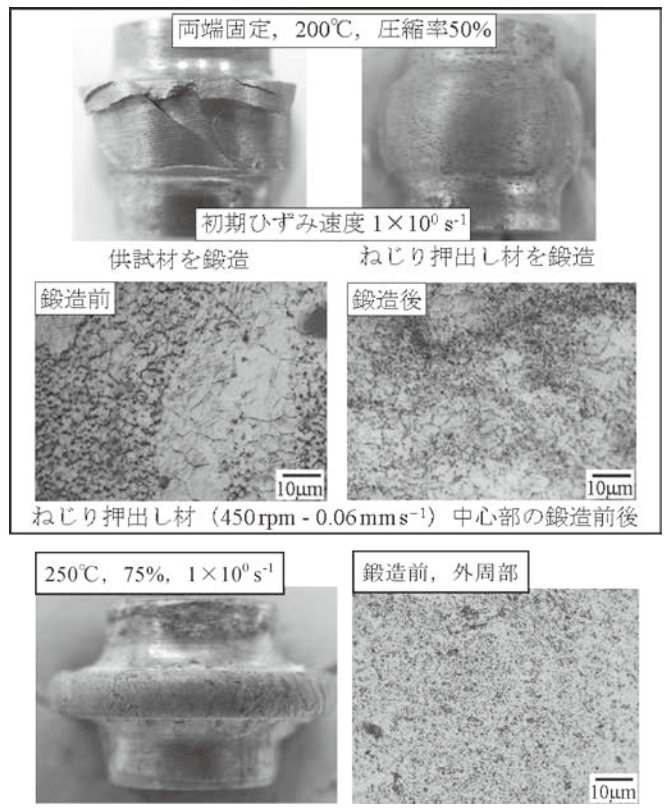 両端固定，200℃，圧縮率50%
初期ひずみ速度 1×10⁰ s⁻¹
供試材を鍛造
ねじり押出し材を鍛造
鍛造前
鍛造後
10μm
10μm
ねじり押出し材（450 rpm - 0.06 mm s⁻¹）中心部の鍛造前後
250℃，75%，1×10⁰ s⁻¹
鍛造前，外周部
10μm